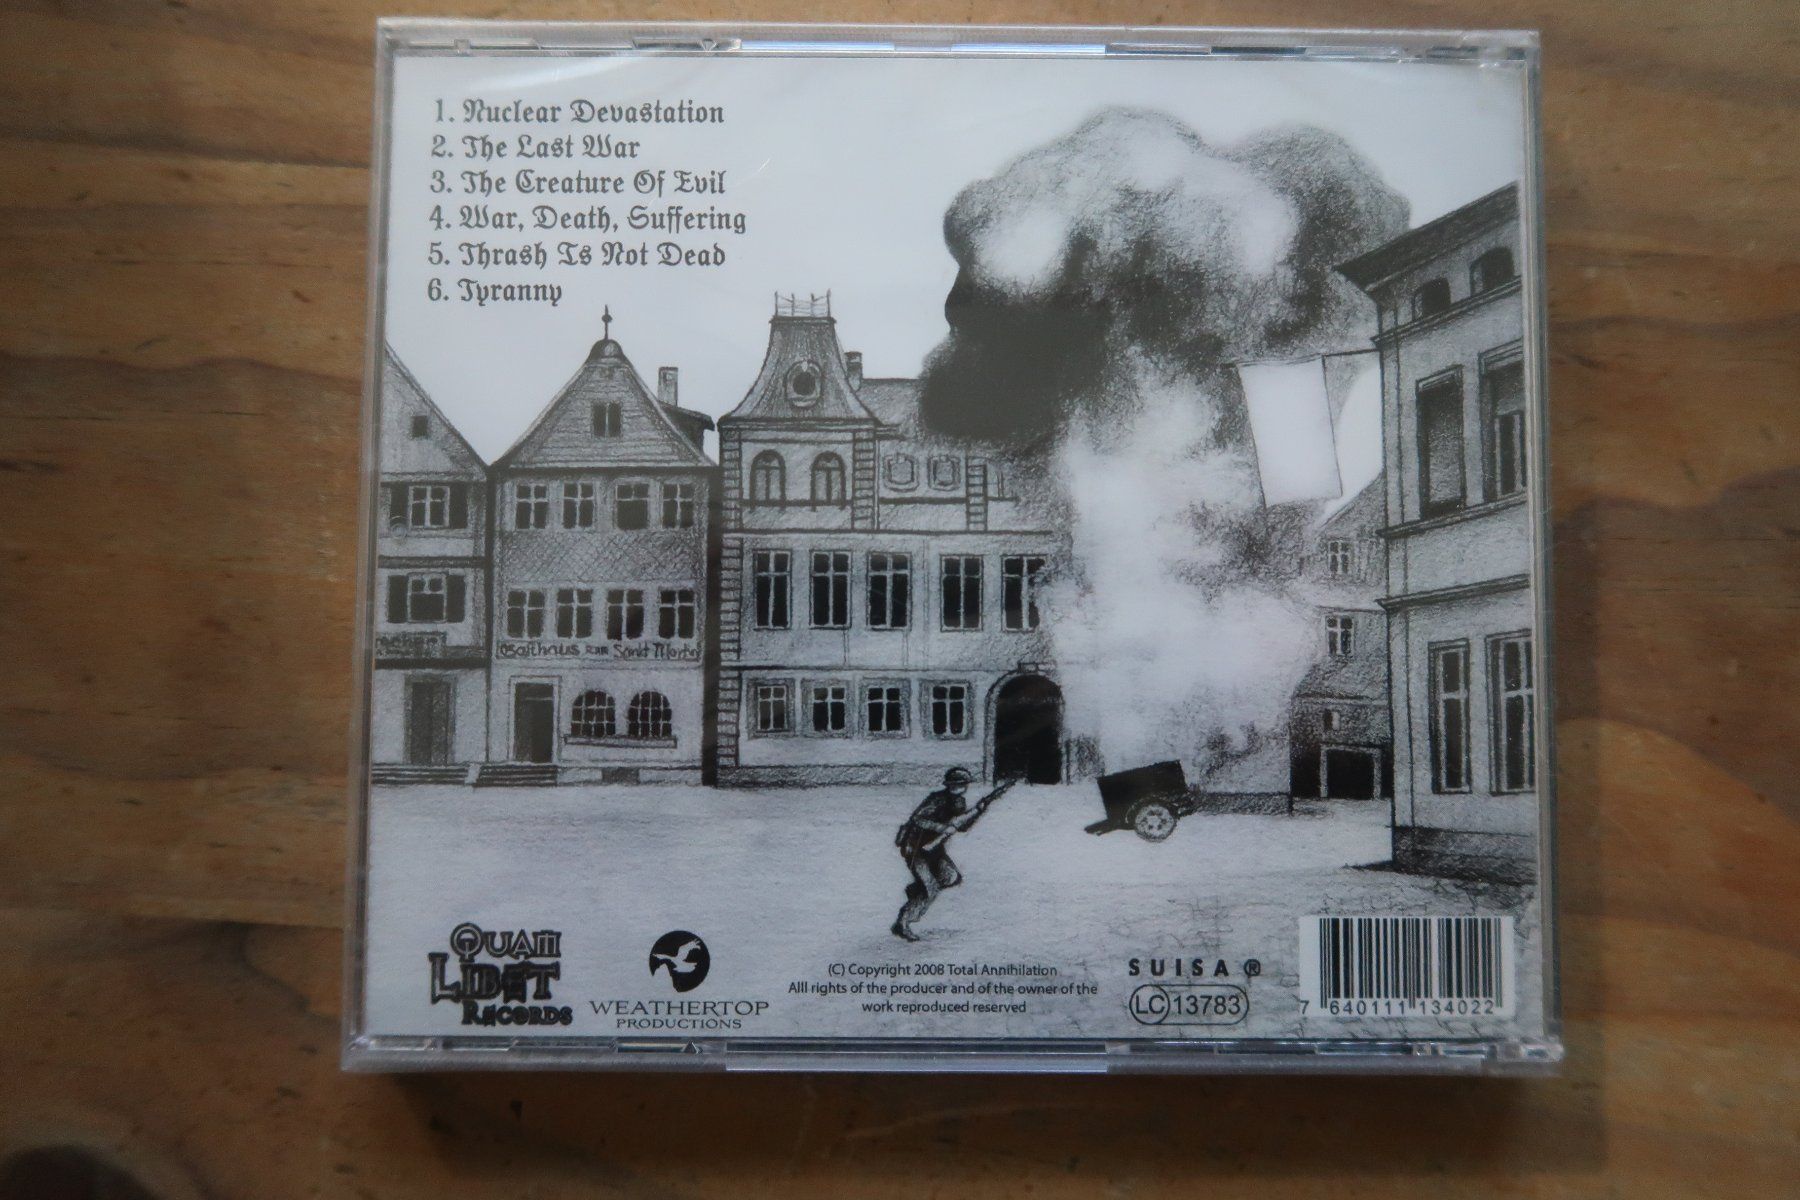 1. Nuclear Devastation
2. The Last War
3. The Creature Of Evil
4. War, Death, Suffering
5. Thrash Is Not Dead
6. Tyranny
Gasthaus zum Sankt Martin
QUAM
LIBET
RECORDS
WEATHERTOP
PRODUCTIONS
(C) Copyright 2008 Total Annihilation
Alll rights of the producer and of the owner of the
work reproduced reserved
SUISA ®
LC 13783
7 640111 134022